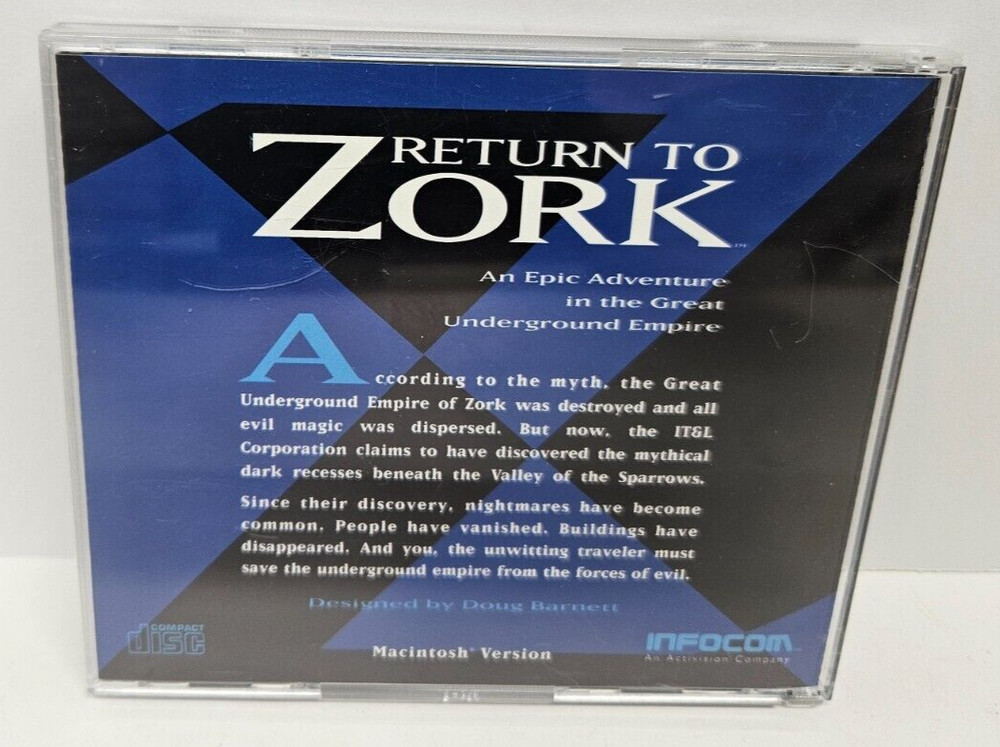 RETURN TO
ZORK™
An Epic Adventure
in the Great
Underground Empire
According to the myth, the Great
Underground Empire of Zork was destroyed and all
evil magic was dispersed. But now, the IT&L
Corporation claims to have discovered the mythical
dark recesses beneath the Valley of the Sparrows.
Since their discovery, nightmares have become
common. People have vanished. Buildings have
disappeared. And you, the unwitting traveler must
save the underground empire from the forces of evil.
Designed by Doug Barnett
COMPACT
disc
Macintosh® Version
INFOCOM™
An Activision Company